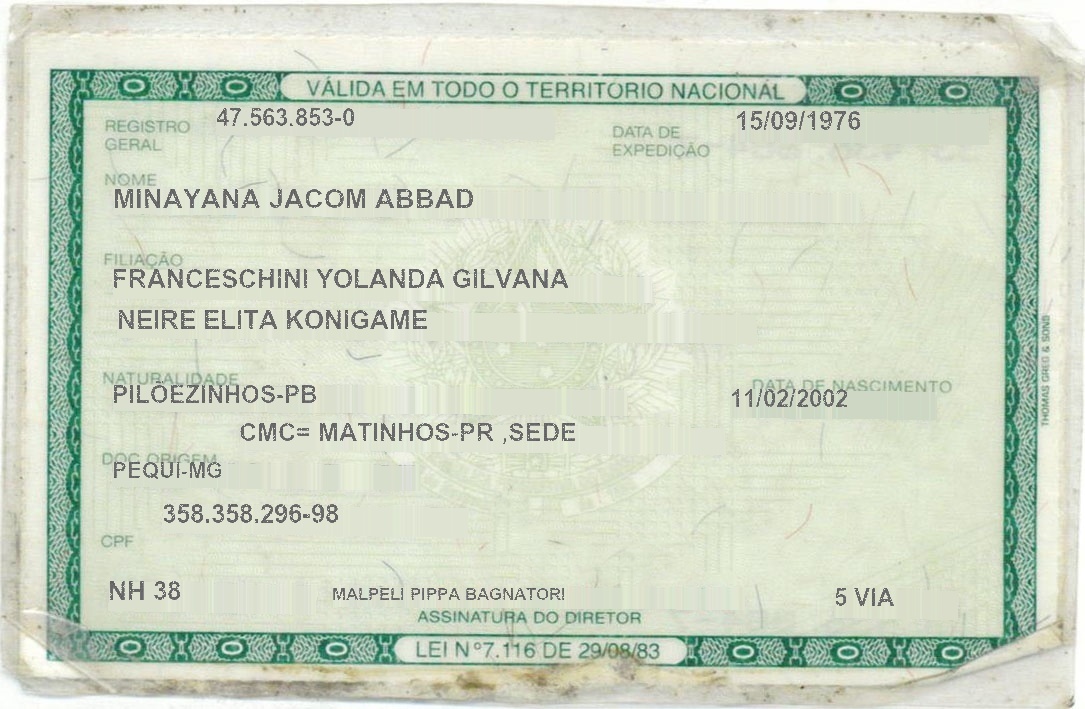 VÁLIDA EM TODO O TERRITORIO NACIONAL
REGISTRO GERAL 47.563.853-0 DATA DE EXPEDIÇÃO 15/09/1976
NOME
MINAYANA JACOM ABBAD
FILIAÇÃO
FRANCESCHINI YOLANDA GILVANA
NEIRE ELITA KONIGAME
NATURALIDADE DATA DE NASCIMENTO
PILÕEZINHOS-PB 11/02/2002
CMC= MATINHOS-PR ,SEDE
DOC ORIGEM
PEQUI-MG
358.358.296-98
CPF
NH 38 MALPELI PIPPA BAGNATORI 5 VIA
ASSINATURA DO DIRETOR
LEI Nº7.116 DE 29/08/83
THOMAS GREG & SONS